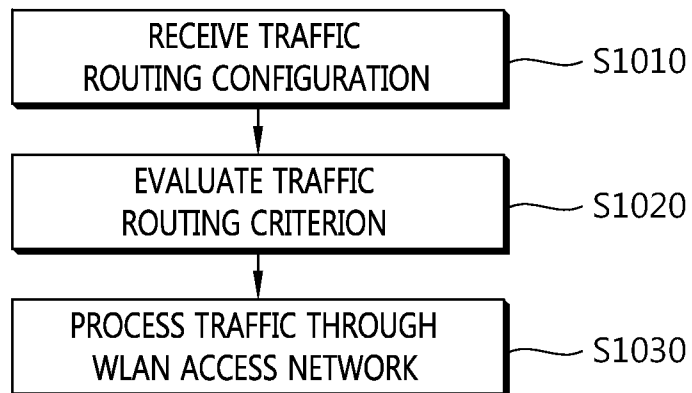 RECEIVE TRAFFIC
ROUTING CONFIGURATION
S1010
EVALUATE TRAFFIC
ROUTING CRITERION
S1020
PROCESS TRAFFIC THROUGH
WLAN ACCESS NETWORK
S1030